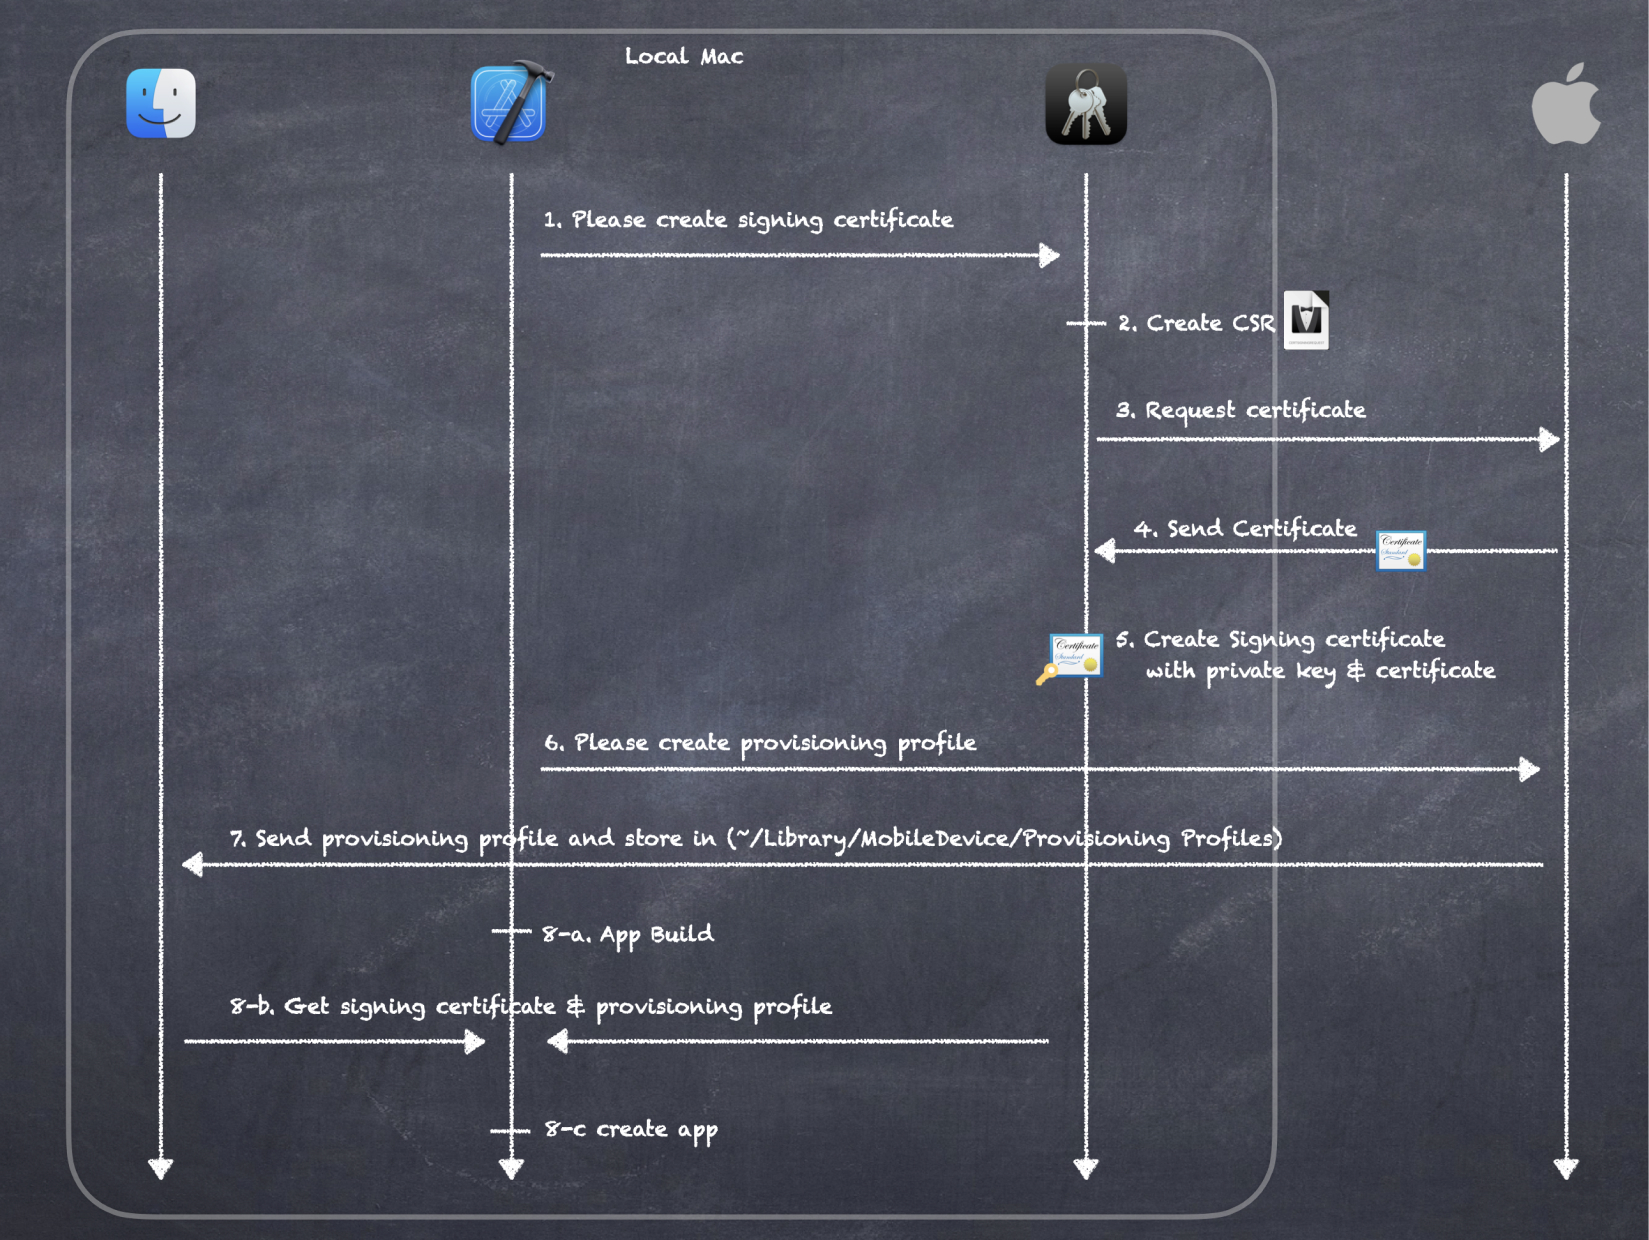 Local Mac
1. Please create signing certificate
2. Create CSR
3. Request certificate
4. Send Certificate
Certificate
Standard
Certificate
Standard
5. Create Signing certificate
with private key & certificate
6. Please create provisioning profile
7. Send provisioning profile and store in (~/Library/MobileDevice/Provisioning Profiles)
8-a. App Build
8-b. Get signing certificate & provisioning profile
8-c create app